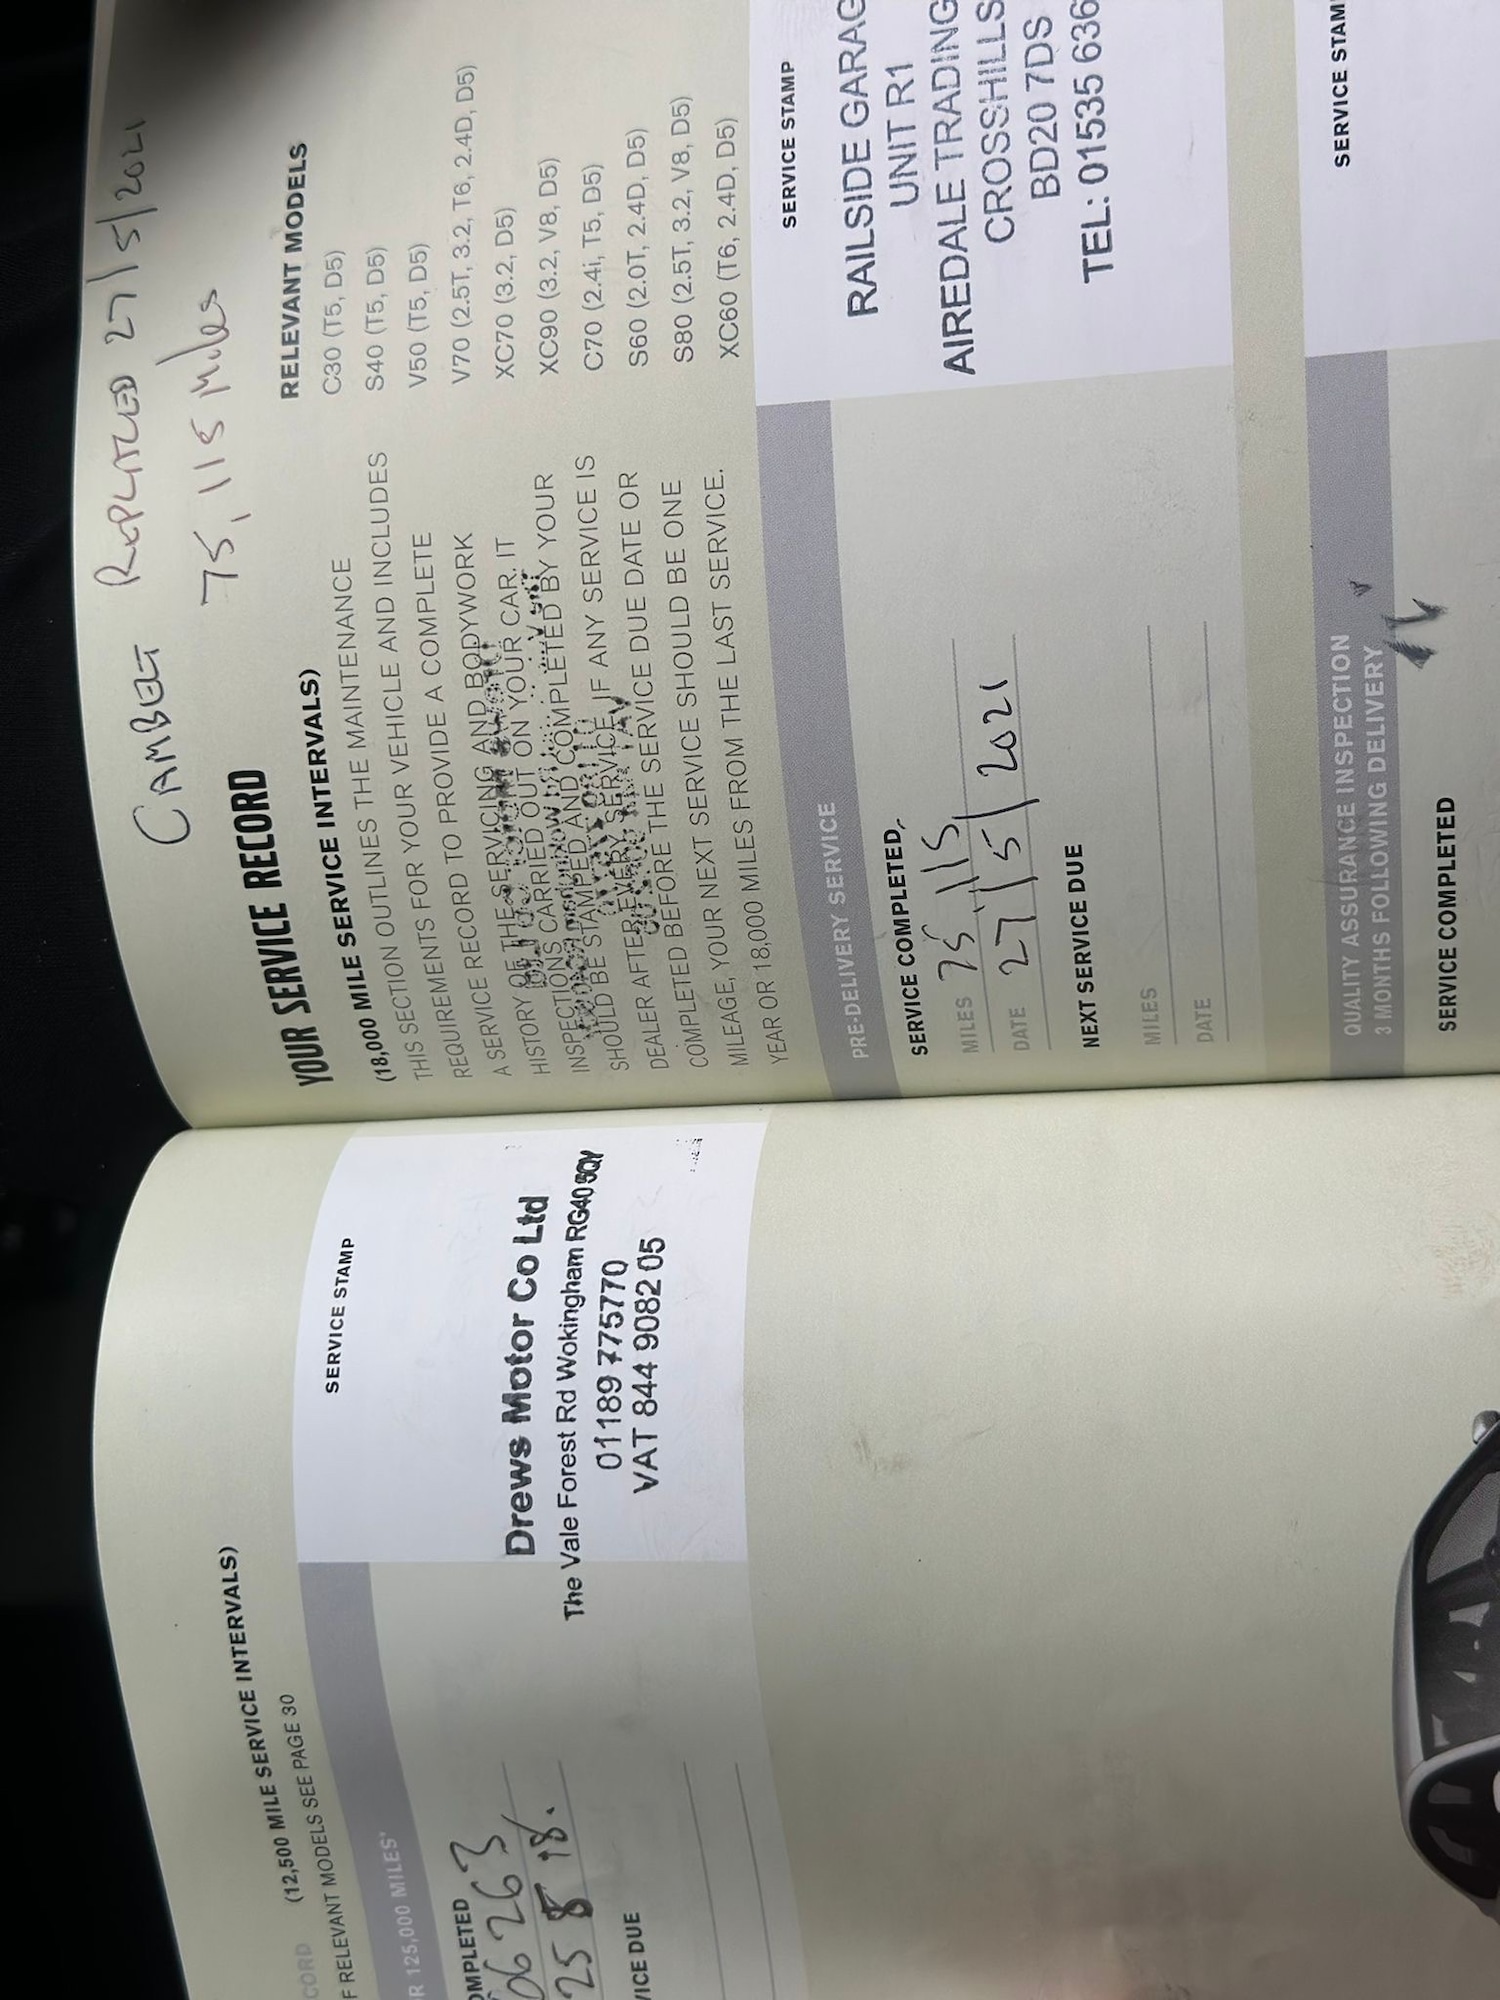 CORD (12,500 MILE SERVICE INTERVALS)
F RELEVANT MODELS SEE PAGE 30
R 125,000 MILES'
OMPLETED
66263
25 8 18.
VICE DUE
SERVICE STAMP
Drews Motor Co Ltd
The Vale Forest Rd Wokingham RG40 5QY
01189 775770
VAT 844 9082 05
CAMBELT REPLACED 27/5/2021
75,115 Miles
YOUR SERVICE RECORD
(18,000 MILE SERVICE INTERVALS)
THIS SECTION OUTLINES THE MAINTENANCE
REQUIREMENTS FOR YOUR VEHICLE AND INCLUDES
A SERVICE RECORD TO PROVIDE A COMPLETE
HISTORY OF THE SERVICING AND BODYWORK
INSPECTIONS CARRIED OUT ON YOUR CAR. IT
SHOULD BE STAMPED AND COMPLETED BY YOUR
DEALER AFTER EVERY SERVICE. IF ANY SERVICE IS
COMPLETED BEFORE THE SERVICE DUE DATE OR
MILEAGE, YOUR NEXT SERVICE SHOULD BE ONE
YEAR OR 18,000 MILES FROM THE LAST SERVICE.
RELEVANT MODELS
C30 (T5, D5)
S40 (T5, D5)
V50 (T5, D5)
V70 (2.5T, 3.2, T6, 2.4D, D5)
XC70 (3.2, D5)
XC90 (3.2, V8, D5)
C70 (2.4i, T5, D5)
S60 (2.0T, 2.4D, D5)
S80 (2.5T, 3.2, V8, D5)
XC60 (T6, 2.4D, D5)
PRE-DELIVERY SERVICE
SERVICE COMPLETED
MILES 75,115
DATE 27/5/2021
NEXT SERVICE DUE
MILES
DATE
SERVICE STAMP
RAILSIDE GARAG
UNIT R1
AIREDALE TRADING
CROSSHILLS
BD20 7DS
TEL: 01535 636
QUALITY ASSURANCE INSPECTION
3 MONTHS FOLLOWING DELIVERY
SERVICE COMPLETED
SERVICE STAM